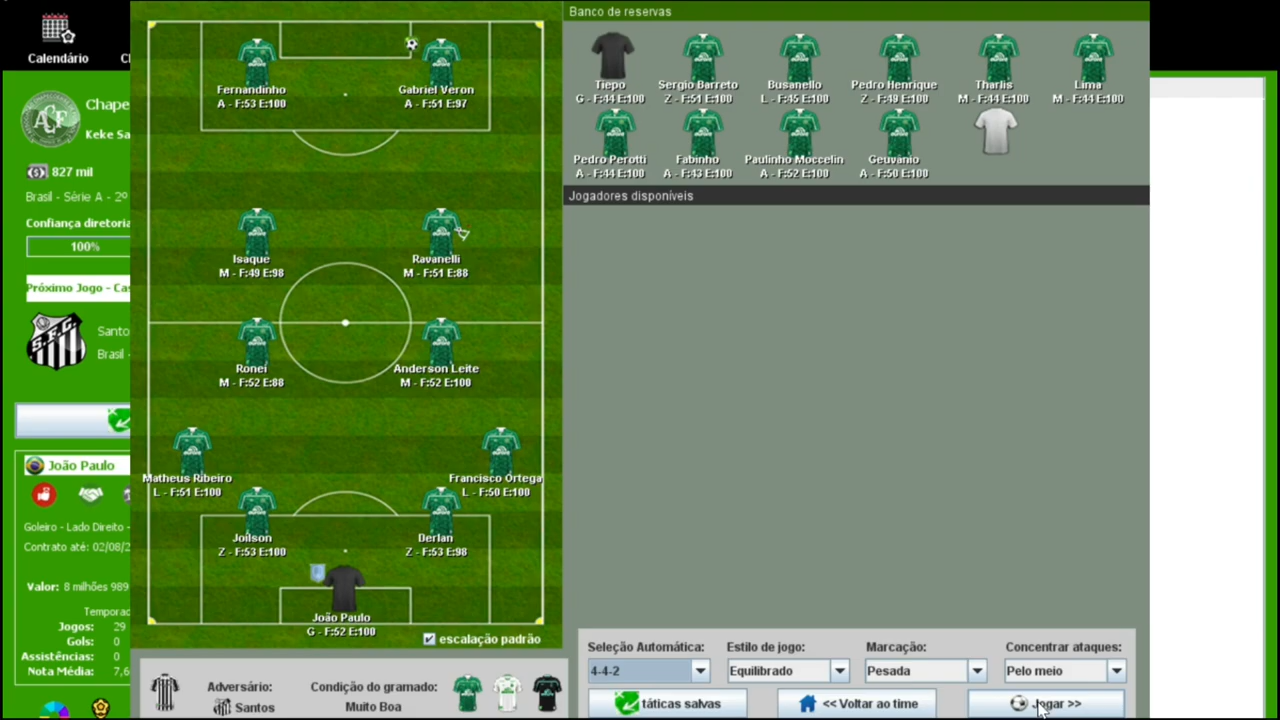 Calendário
Chape
Keke Sa
827 mil
Brasil - Série A - 2º
Confiança diretoria
100%
Próximo Jogo - Cas
Santo
Brasil -
João Paulo
Goleiro - Lado Direito -
Contrato até: 02/08/2
Valor: 8 milhões 989
Temporad
Jogos: 29
Gols: 0
Assistências: 0
Nota Média: 7,6
Fernandinho
A - F:53 E:100
Gabriel Veron
A - F:51 E:97
Isaque
M - F:49 E:98
Ravanelli
M - F:51 E:88
Ronei
M - F:52 E:88
Anderson Leite
M - F:52 E:100
Matheus Ribeiro
L - F:51 E:100
Francisco Ortega
L - F:50 E:100
Joilson
Z - F:53 E:100
Derlan
Z - F:53 E:98
João Paulo
G - F:52 E:100
escalação padrão
Adversário:
Santos
Condição do gramado:
Muito Boa
Banco de reservas
Tiepo
G - F:44 E:100
Sergio Barreto
Z - F:51 E:100
Busanello
L - F:45 E:100
Pedro Henrique
Z - F:49 E:100
Tharlis
M - F:44 E:100
Lima
M - F:44 E:100
Pedro Perotti
A - F:44 E:100
Fabinho
A - F:43 E:100
Paulinho Moccelin
A - F:52 E:100
Geuvânio
A - F:50 E:100
Jogadores disponíveis
Seleção Automática:
4-4-2
Estilo de jogo:
Equilibrado
Marcação:
Pesada
Concentrar ataques:
Pelo meio
táticas salvas
<< Voltar ao time
Jogar >>